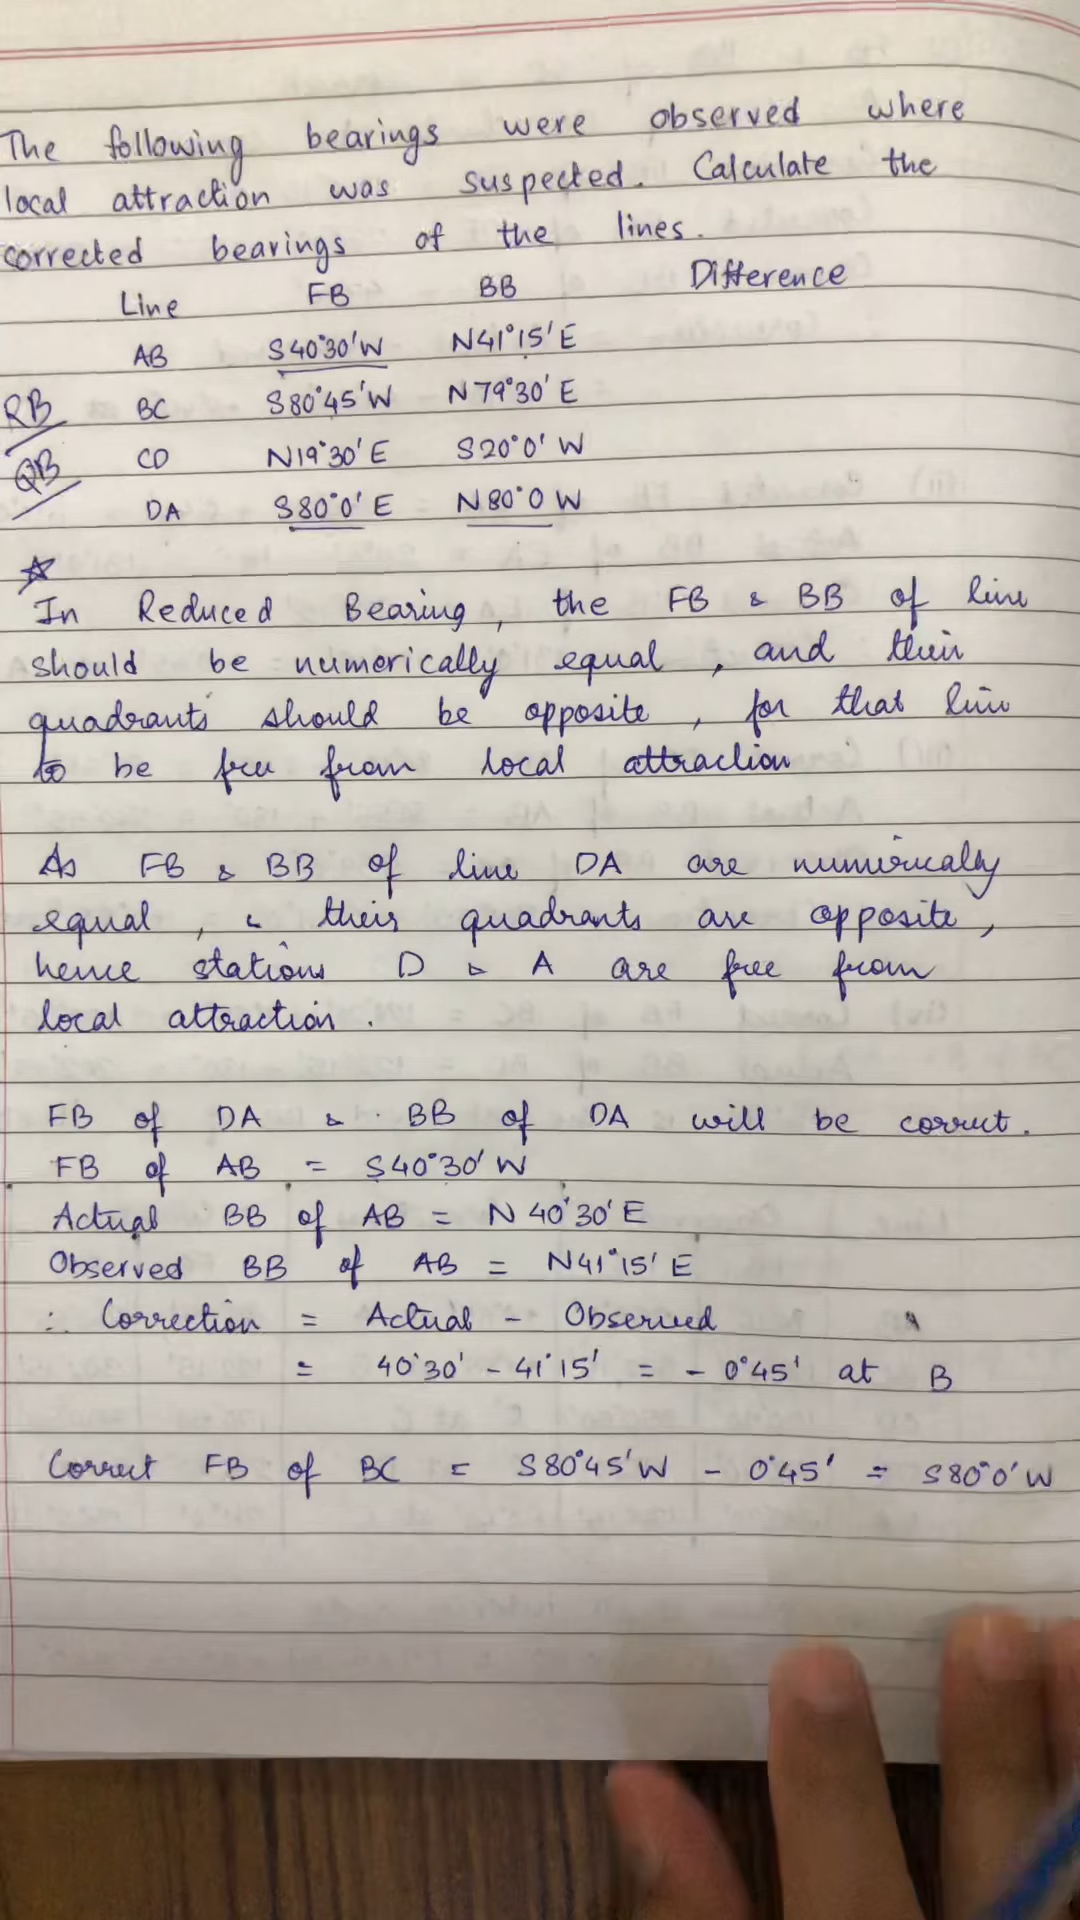 The following bearings were observed where
local attraction was suspected. Calculate the
corrected bearings of the lines.
Line FB BB Difference
AB S40°30'W N41°15'E
RB BC S80°45'W N79°30'E
QB CD N19°30'E S20°0'W
DA S80°0'E N80°0W
☆
In Reduced Bearing, the FB & BB of line
should be numerically equal, and their
quadrants should be opposite, for that line
to be free from local attraction
As FB & BB of line DA are numerically
equal, & their quadrants are opposite,
hence stations D & A are free from
local attraction.
FB of DA & BB of DA will be correct.
FB of AB = S40°30'W
Actual BB of AB = N40°30'E
Observed BB of AB = N41°15'E
∴ Correction = Actual - Observed
= 40°30' - 41°15' = - 0°45' at B
Correct FB of BC = S80°45'W - 0°45' = S80°0'W